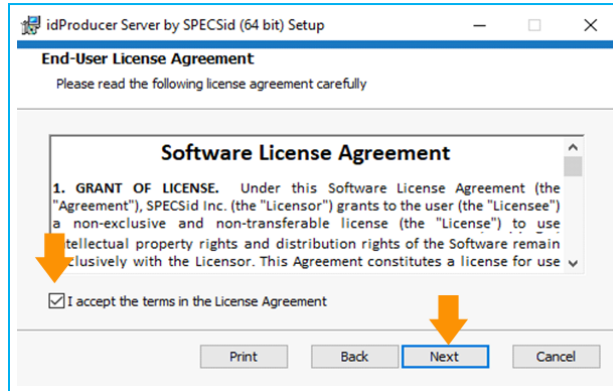 idProducer Server by SPECSid (64 bit) Setup
End-User License Agreement
Please read the following license agreement carefully
Software License Agreement
1. GRANT OF LICENSE. Under this Software License Agreement (the
"Agreement"), SPECSid Inc. (the "Licensor") grants to the user (the "Licensee")
a non-exclusive and non-transferable license (the "License") to use
intellectual property rights and distribution rights of the Software remain
exclusively with the Licensor. This Agreement constitutes a license for use
I accept the terms in the License Agreement
Print Back Next Cancel